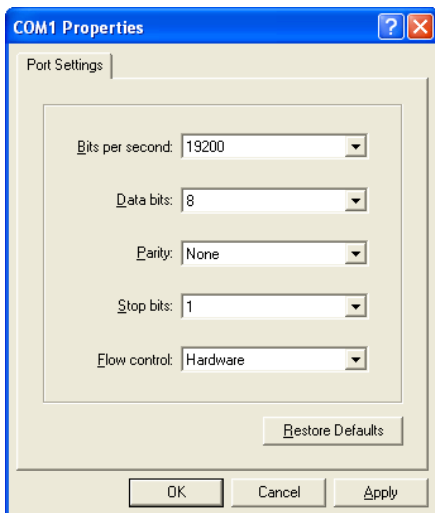 COM1 Properties
Port Settings
Bits per second: 19200
Data bits: 8
Parity: None
Stop bits: 1
Flow control: Hardware
Restore Defaults
OK Cancel Apply